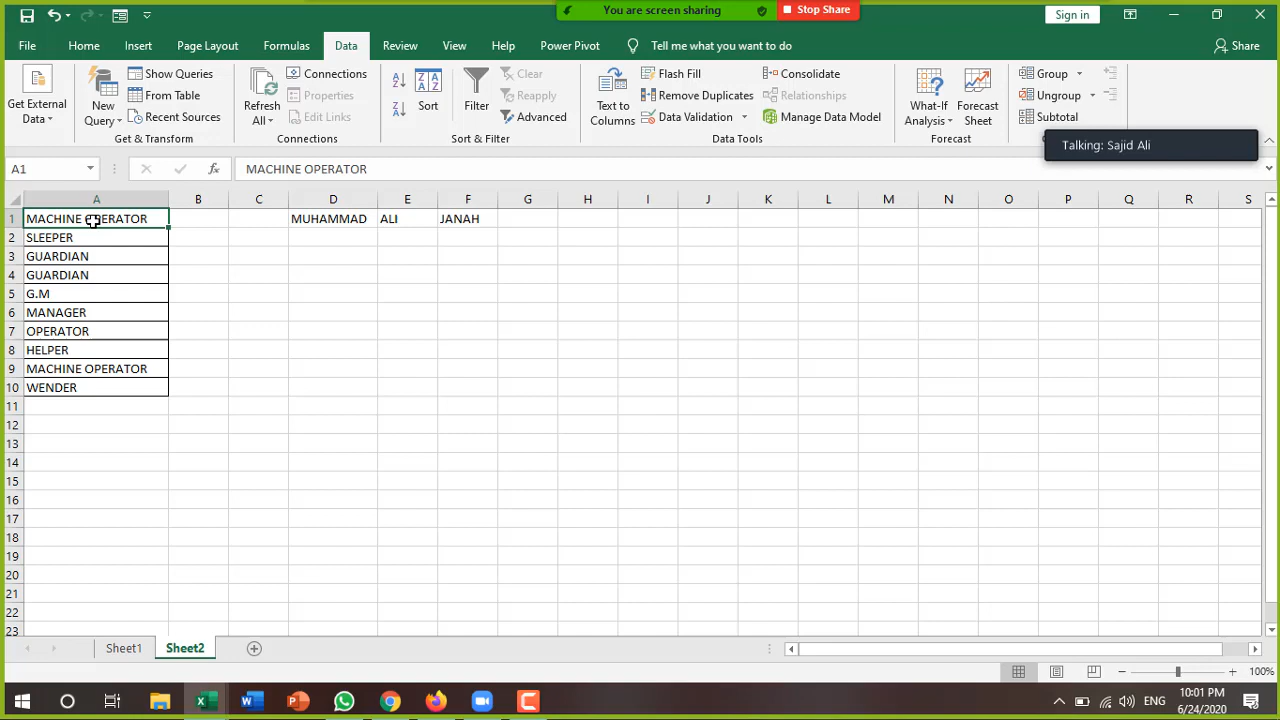 You are screen sharing
Stop Share
Sign in
File Home Insert Page Layout Formulas Data Review View Help Power Pivot Tell me what you want to do Share
Get External Data
New Query
Show Queries
From Table
Recent Sources
Get & Transform
Refresh All
Connections
Properties
Edit Links
Connections
Sort
Filter
Clear
Reapply
Advanced
Sort & Filter
Text to Columns
Flash Fill
Remove Duplicates
Data Validation
Consolidate
Relationships
Manage Data Model
Data Tools
What-If Analysis
Forecast Sheet
Forecast
Group
Ungroup
Subtotal
Talking: Sajid Ali
A1 fx MACHINE OPERATOR
A B C D E F G H I J K L M N O P Q R S
1 MACHINE OPERATOR MUHAMMAD ALI JANAH
2 SLEEPER
3 GUARDIAN
4 GUARDIAN
5 G.M
6 MANAGER
7 OPERATOR
8 HELPER
9 MACHINE OPERATOR
10 WENDER
11
12
13
14
15
16
17
18
19
20
21
22
23
Sheet1 Sheet2
100%
ENG
10:01 PM
6/24/2020